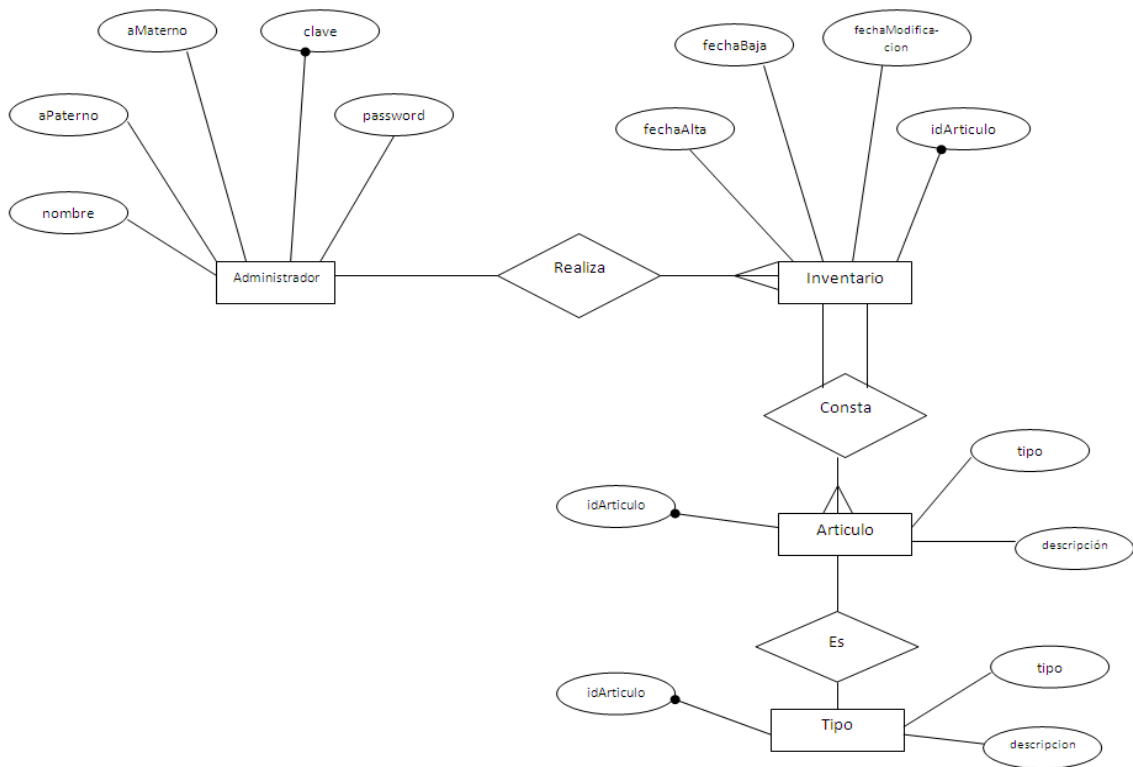 aMaterno
clave
fechaBaja
fechaModifica-
cion
aPaterno
password
fechaAlta
idArticulo
nombre
Administrador
Realiza
Inventario
Consta
tipo
idArticulo
Articulo
descripción
Es
idArticulo
tipo
Tipo
descripcion